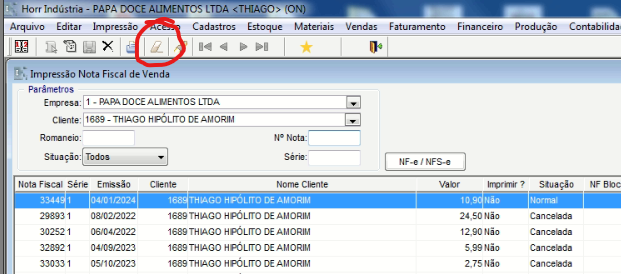 Horr Indústria - PAPA DOCE ALIMENTOS LTDA <THIAGO> (ON)
Arquivo Editar Impressão Acesso Cadastros Estoque Materiais Vendas Faturamento Financeiro Produção Contabilida
Impressão Nota Fiscal de Venda
Parâmetros
Empresa: 1 - PAPA DOCE ALIMENTOS LTDA
Cliente: 1689 - THIAGO HIPÓLITO DE AMORIM
Romaneio: Nº Nota:
Situação: Todos Série: NF-e / NFS-e
Nota Fiscal Série Emissão Cliente Nome Cliente Valor Imprimir ? Situação NF Bloc
33449 1 04/01/2024 1689 THIAGO HIPÓLITO DE AMORIM 10,90 Não Normal
29893 1 08/02/2022 1689 THIAGO HIPÓLITO DE AMORIM 24,50 Não Cancelada
30252 1 06/04/2022 1689 THIAGO HIPÓLITO DE AMORIM 12,90 Não Cancelada
32892 1 04/09/2023 1689 THIAGO HIPÓLITO DE AMORIM 5,99 Não Cancelada
33033 1 05/10/2023 1689 THIAGO HIPÓLITO DE AMORIM 2,75 Não Cancelada